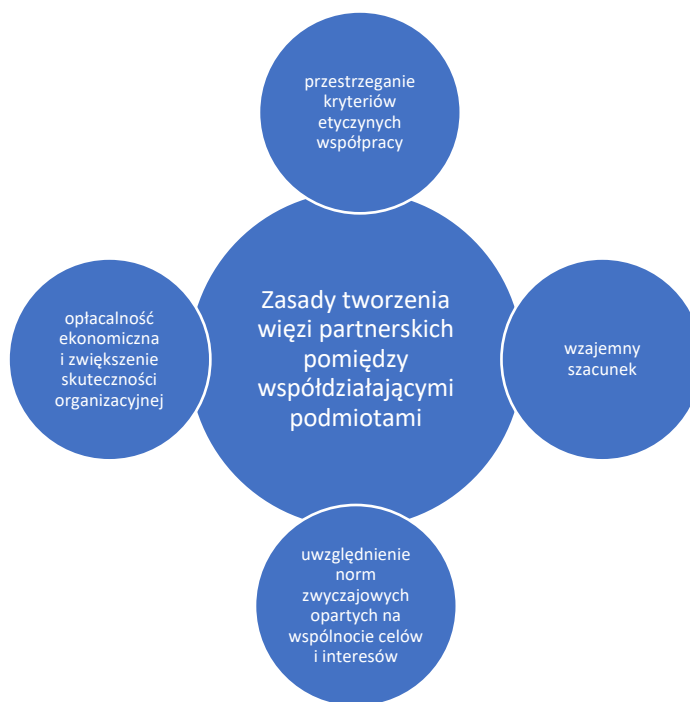 przestrzeganie
kryteriów
etyczynych
współpracy
Zasady tworzenia
więzi partnerskich
pomiędzy
współdziałającymi
podmiotami
opłacalność
ekonomiczna
i zwiększenie
skuteczności
organizacyjnej
wzajemny
szacunek
uwzględnienie
norm
zwyczajowych
opartych na
wspólnocie celów
i interesów